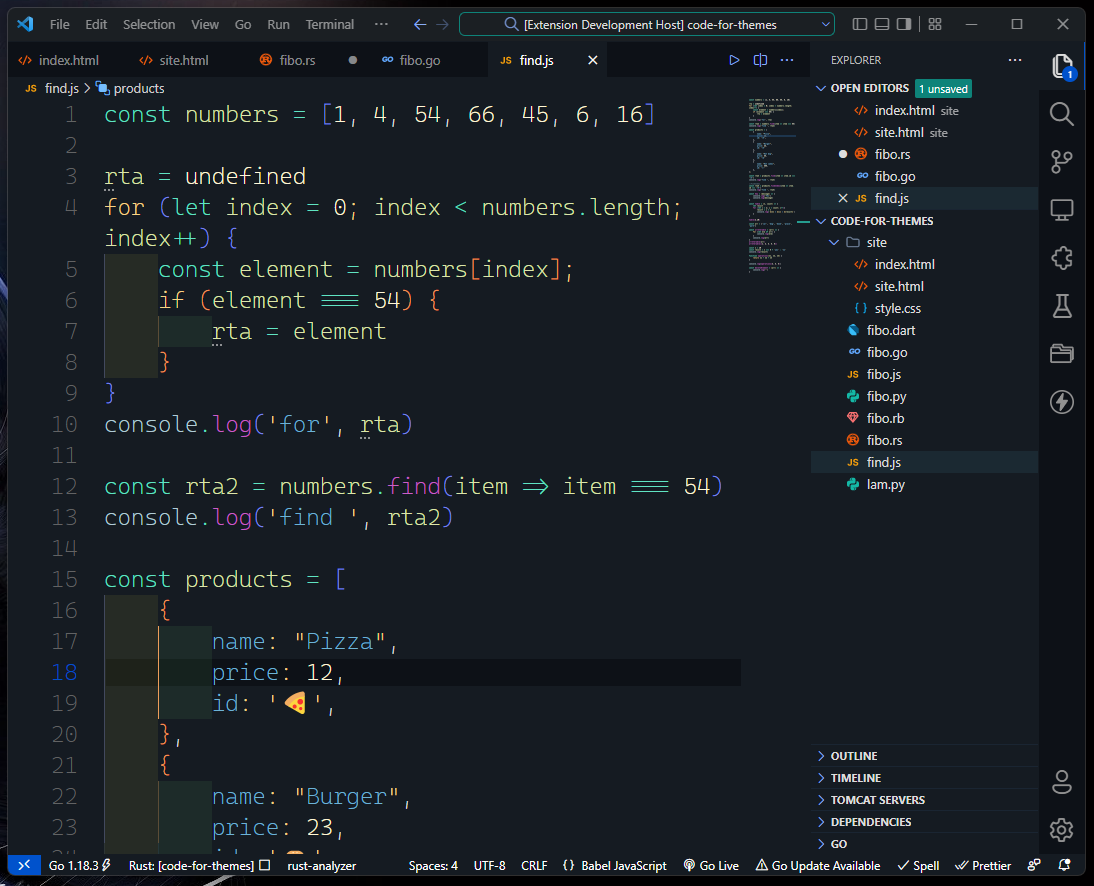 File Edit Selection View Go Run Terminal ··· [Extension Development Host] code-for-themes
index.html site.html fibo.rs fibo.go JS find.js
JS find.js > products
1 const numbers = [1, 4, 54, 66, 45, 6, 16]
2
3 rta = undefined
4 for (let index = 0; index < numbers.length;
index++) {
5 const element = numbers[index];
6 if (element === 54) {
7 rta = element
8 }
9 }
10 console.log('for', rta)
11
12 const rta2 = numbers.find(item => item === 54)
13 console.log('find ', rta2)
14
15 const products = [
16 {
17 name: "Pizza",
18 price: 12,
19 id: '🍕',
20 },
21 {
22 name: "Burger",
23 price: 23,
EXPLORER ···
OPEN EDITORS 1 unsaved
index.html site
site.html site
fibo.rs
fibo.go
JS find.js
CODE-FOR-THEMES
site
index.html
site.html
{} style.css
fibo.dart
fibo.go
JS fibo.js
fibo.py
fibo.rb
fibo.rs
JS find.js
lam.py
OUTLINE
TIMELINE
TOMCAT SERVERS
DEPENDENCIES
GO
1
Go 1.18.3 Rust: [code-for-themes] rust-analyzer Spaces: 4 UTF-8 CRLF {} Babel JavaScript Go Live Go Update Available Spell Prettier